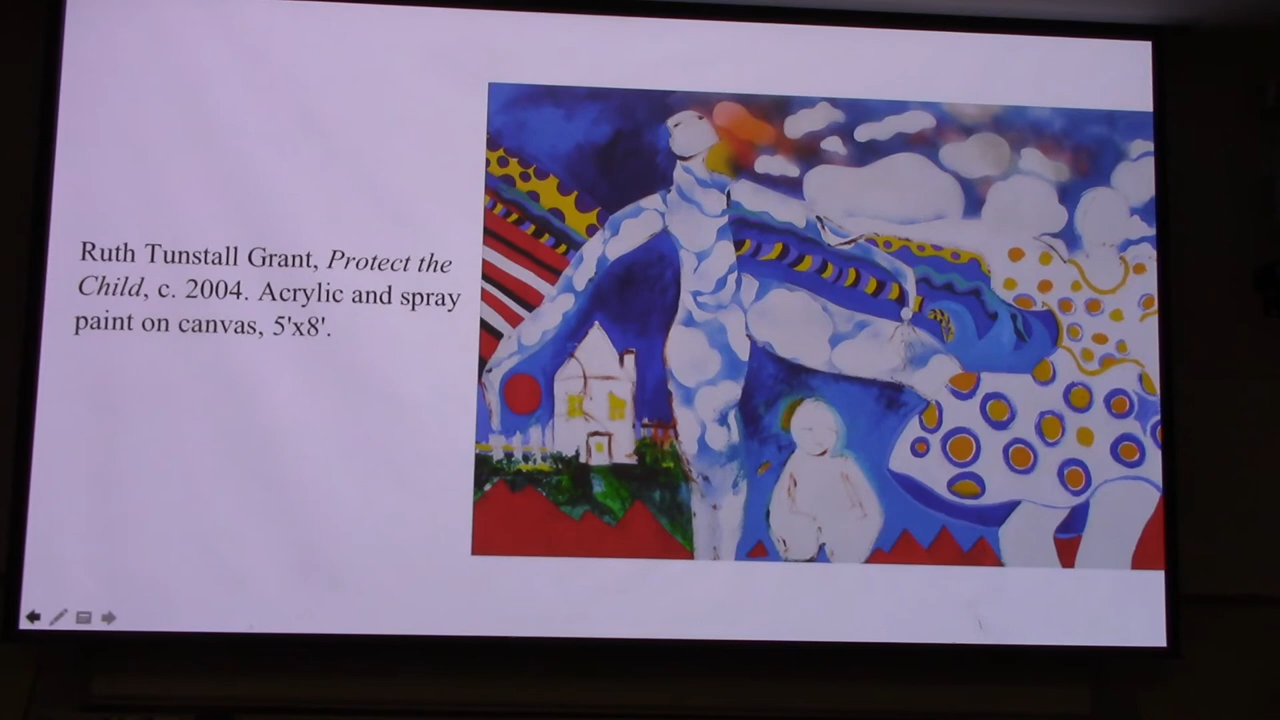 Ruth Tunstall Grant, Protect the
Child, c. 2004. Acrylic and spray
paint on canvas, 5'x8'.